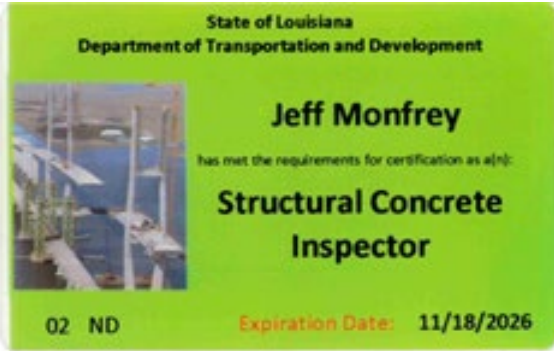 State of Louisiana
Department of Transportation and Development
Jeff Monfrey
has met the requirements for certification as a(n):
Structural Concrete
Inspector
02 ND
Expiration Date: 11/18/2026